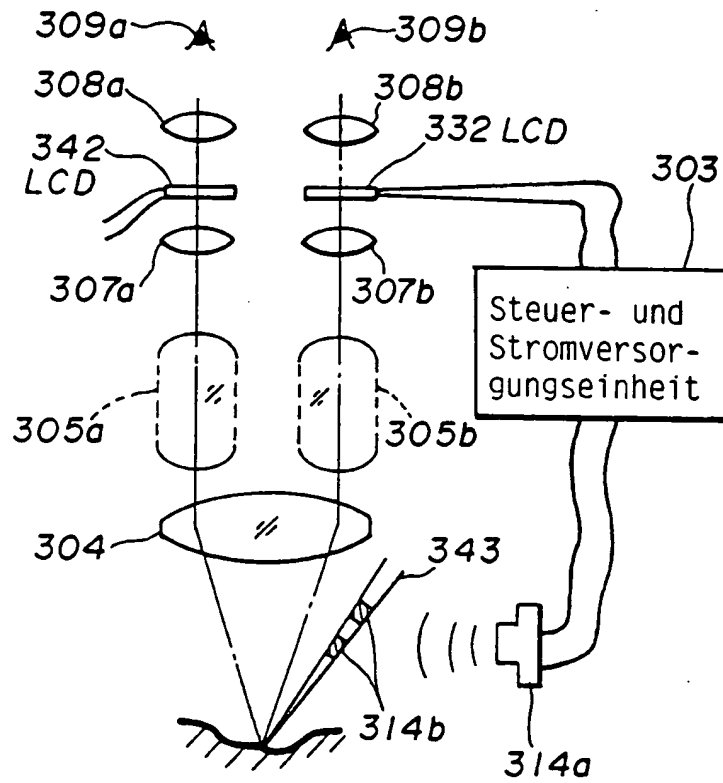 309a
309b
308a
308b
342
LCD
332 LCD
303
307a
307b
Steuer- und
Stromversor-
gungseinheit
305a
305b
304
343
314b
314a